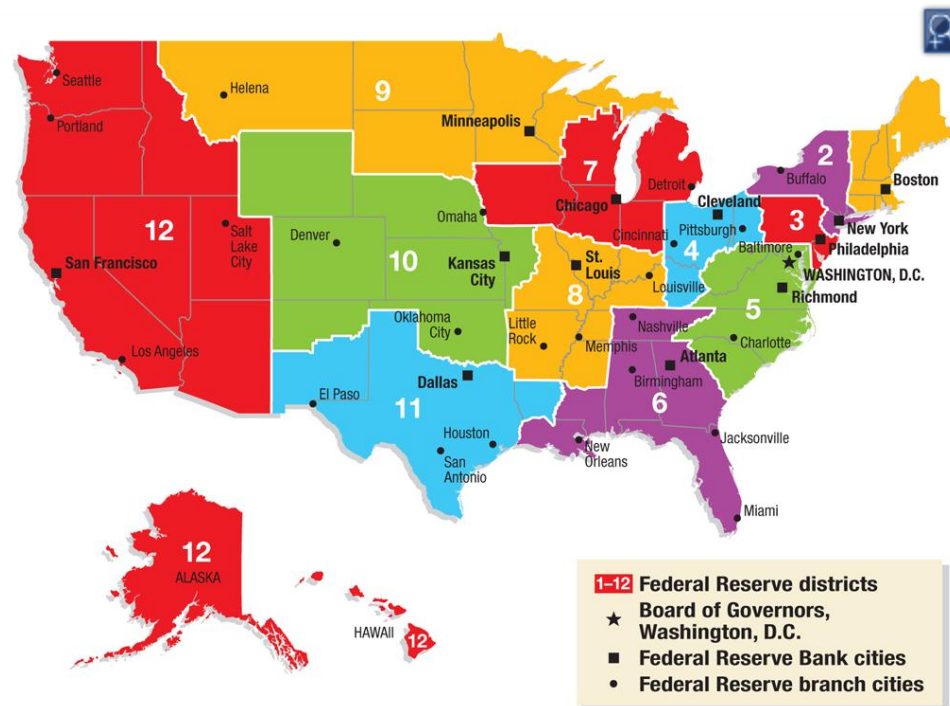 Seattle
Portland
Helena
9
Minneapolis
7
Chicago
Detroit
2
Buffalo
1
Boston
New York
3
Philadelphia
Cleveland
Pittsburgh
Cincinnati
4
Baltimore
WASHINGTON, D.C.
Richmond
5
Charlotte
12
San Francisco
Salt
Lake
City
Los Angeles
Denver
10
Omaha
Kansas
City
Oklahoma
City
St.
Louis
8
Louisville
Little
Rock
Memphis
Nashville
Atlanta
Birmingham
6
Jacksonville
Miami
New
Orleans
Dallas
El Paso
11
Houston
San
Antonio
12
ALASKA
HAWAII
12
1–12 Federal Reserve districts
Board of Governors,
Washington, D.C.
Federal Reserve Bank cities
Federal Reserve branch cities